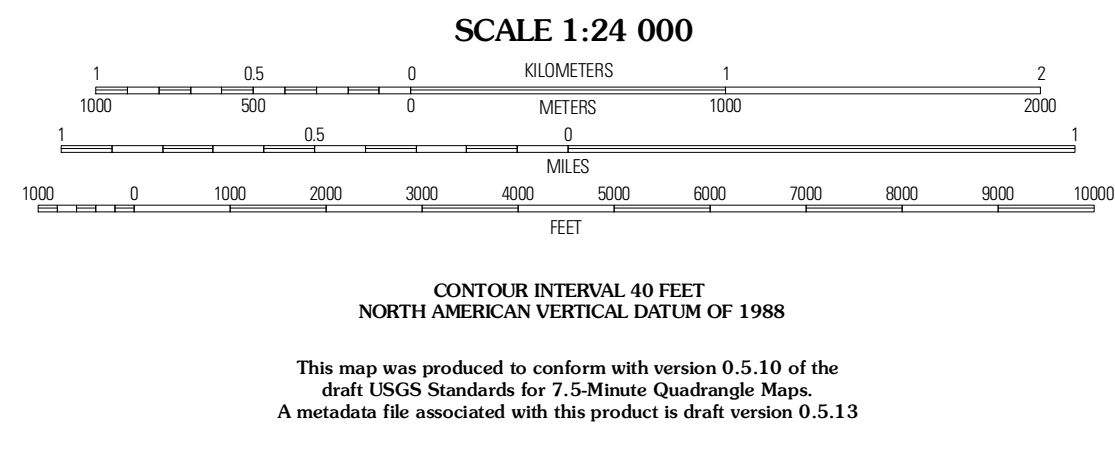 SCALE 1:24 000
1 0.5 0 KILOMETERS 1 2
1000 500 0 METERS 1000 2000
1 0.5 0 1
MILES
1000 0 1000 2000 3000 4000 5000 6000 7000 8000 9000 10000
FEET
CONTOUR INTERVAL 40 FEET
NORTH AMERICAN VERTICAL DATUM OF 1988
This map was produced to conform with version 0.5.10 of the
draft USGS Standards for 7.5-Minute Quadrangle Maps.
A metadata file associated with this product is draft version 0.5.13